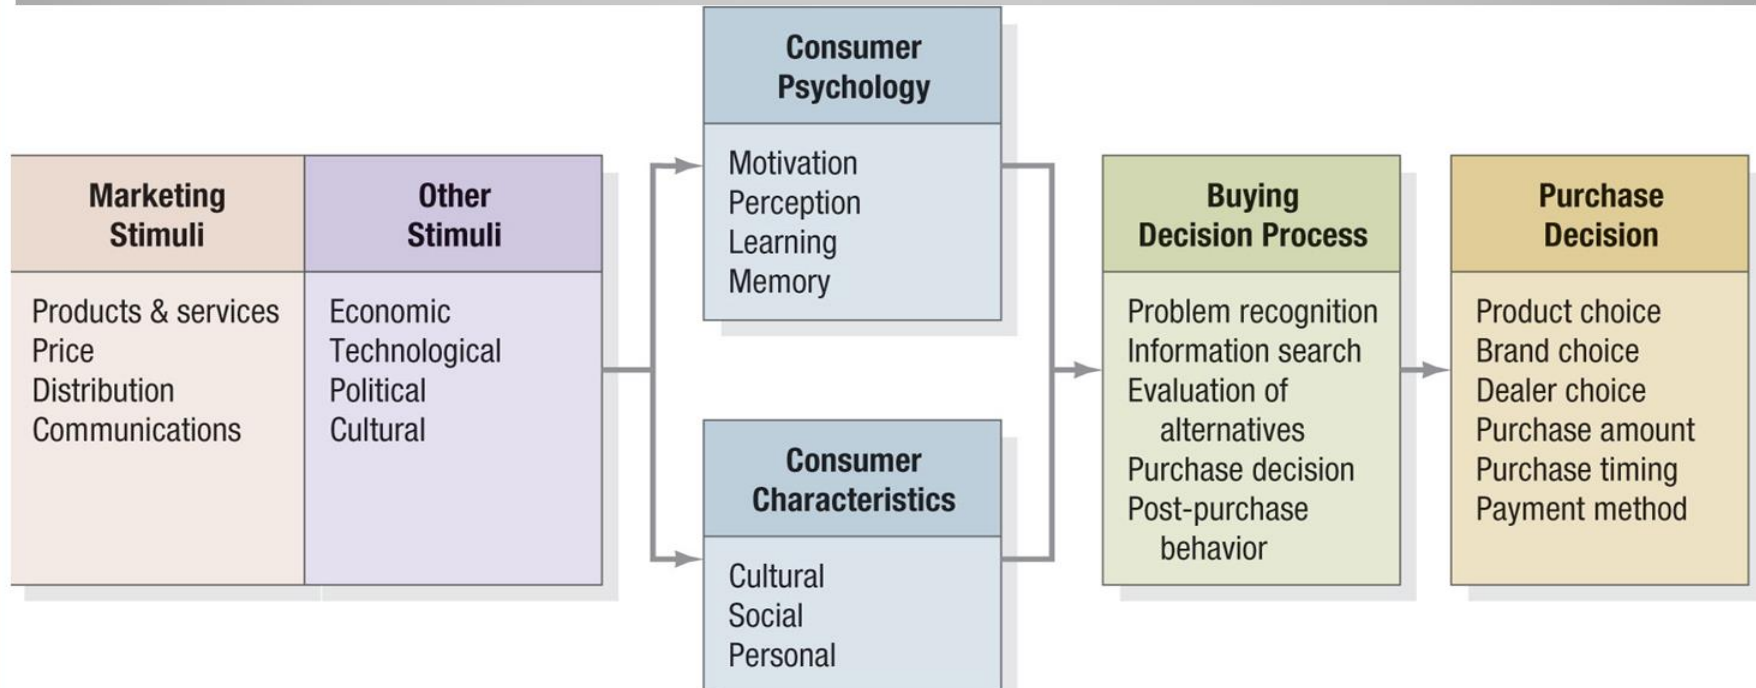 Marketing
Stimuli
Products & services
Price
Distribution
Communications
Other
Stimuli
Economic
Technological
Political
Cultural
Consumer
Psychology
Motivation
Perception
Learning
Memory
Consumer
Characteristics
Cultural
Social
Personal
Buying
Decision Process
Problem recognition
Information search
Evaluation of
alternatives
Purchase decision
Post-purchase
behavior
Purchase
Decision
Product choice
Brand choice
Dealer choice
Purchase amount
Purchase timing
Payment method